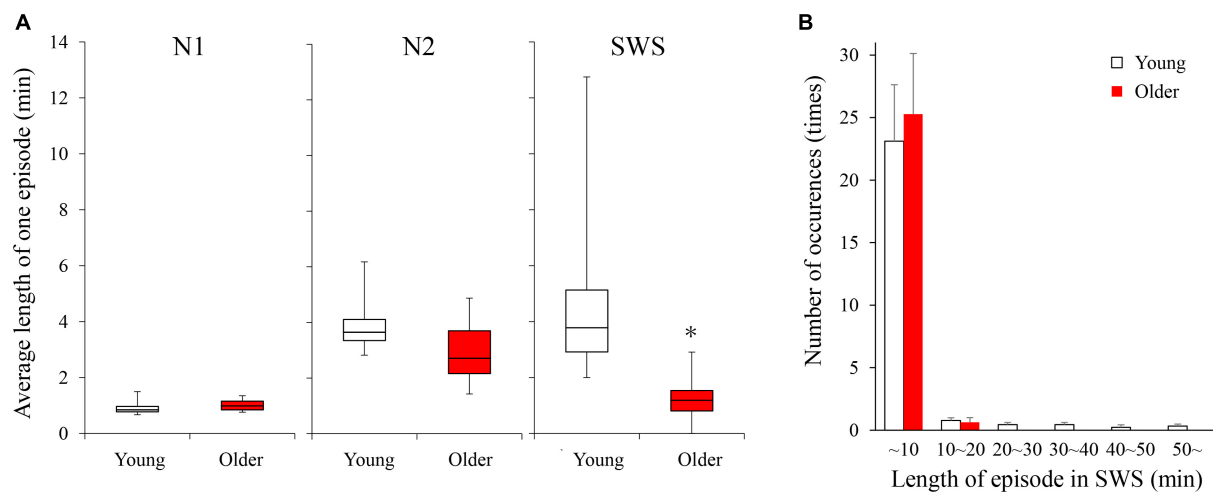 A
N1
N2
SWS
Average length of one episode (min)
14
12
10
8
6
4
2
0
Young
Older
Young
Older
Young
Older
*
B
Young
Older
Number of occurences (times)
30
25
20
15
10
5
0
~10
10~20
20~30
30~40
40~50
50~
Length of episode in SWS (min)